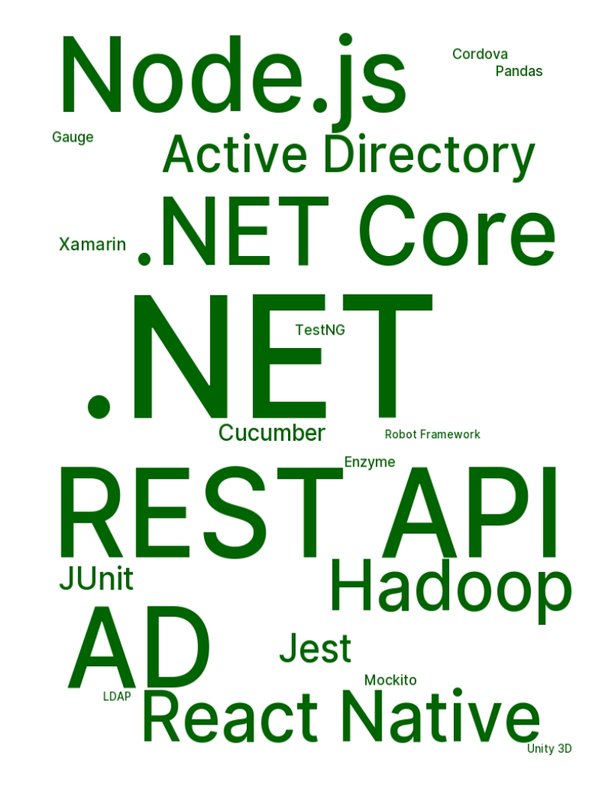 Node.js
Cordova
Pandas
Gauge
Active Directory
Xamarin
.NET Core
.NET
TestNG
Cucumber
Robot Framework
Enzyme
REST API
JUnit
Hadoop
AD
Jest
Mockito
LDAP
React Native
Unity 3D